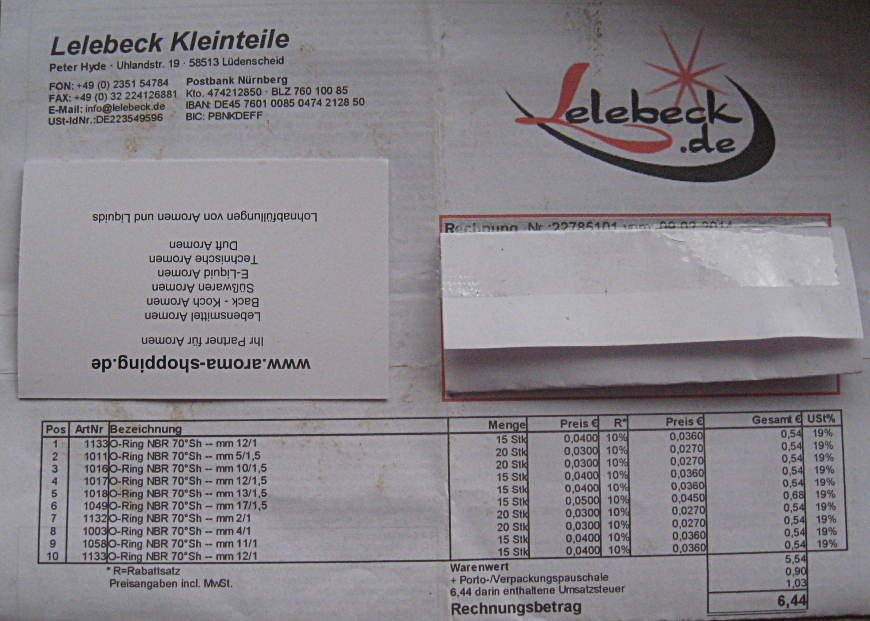 Lelebeck Kleinteile
Peter Hyde · Uhlandstr. 19 · 58513 Lüdenscheid
FON: +49 (0) 2351 54784
FAX: +49 (0) 32 224126881
E-Mail: info@lelebeck.de
USt-IdNr.:DE223549596
Postbank Nürnberg
Kto. 474212850 · BLZ 760 100 85
IBAN: DE45 7601 0085 0474 2128 50
BIC: PBNKDEFF
Lelebeck
.de
www.aroma-shopping.de
Ihr Partner für Aromen
Lebensmittel Aromen
Back - Koch Aromen
Süßwaren Aromen
E-Liquid Aromen
Technische Aromen
Duft Aromen
Lohnabfüllungen von Aromen und Liquids
Rechnung Nr.:22785101 vom 09.02.2014
Pos ArtNr Bezeichnung Menge Preis € R* Preis € Gesamt € USt%
1 1133 O-Ring NBR 70°Sh -- mm 12/1 15 Stk 0,0400 10% 0,0360 0,54 19%
2 1011 O-Ring NBR 70°Sh -- mm 5/1,5 20 Stk 0,0300 10% 0,0270 0,54 19%
3 1016 O-Ring NBR 70°Sh -- mm 10/1,5 20 Stk 0,0300 10% 0,0270 0,54 19%
4 1017 O-Ring NBR 70°Sh -- mm 12/1,5 15 Stk 0,0400 10% 0,0360 0,54 19%
5 1018 O-Ring NBR 70°Sh -- mm 13/1,5 15 Stk 0,0400 10% 0,0360 0,54 19%
6 1049 O-Ring NBR 70°Sh -- mm 17/1,5 15 Stk 0,0500 10% 0,0450 0,68 19%
7 1132 O-Ring NBR 70°Sh -- mm 2/1 20 Stk 0,0300 10% 0,0270 0,54 19%
8 1003 O-Ring NBR 70°Sh -- mm 4/1 20 Stk 0,0300 10% 0,0270 0,54 19%
9 1058 O-Ring NBR 70°Sh -- mm 11/1 15 Stk 0,0400 10% 0,0360 0,54 19%
10 1133 O-Ring NBR 70°Sh -- mm 12/1 15 Stk 0,0400 10% 0,0360 0,54 19%
* R=Rabattsatz
Preisangaben incl. MwSt.
Warenwert 5,54
+ Porto-/Verpackungspauschale 0,90
6,44 darin enthaltene Umsatzsteuer 1,03
Rechnungsbetrag 6,44